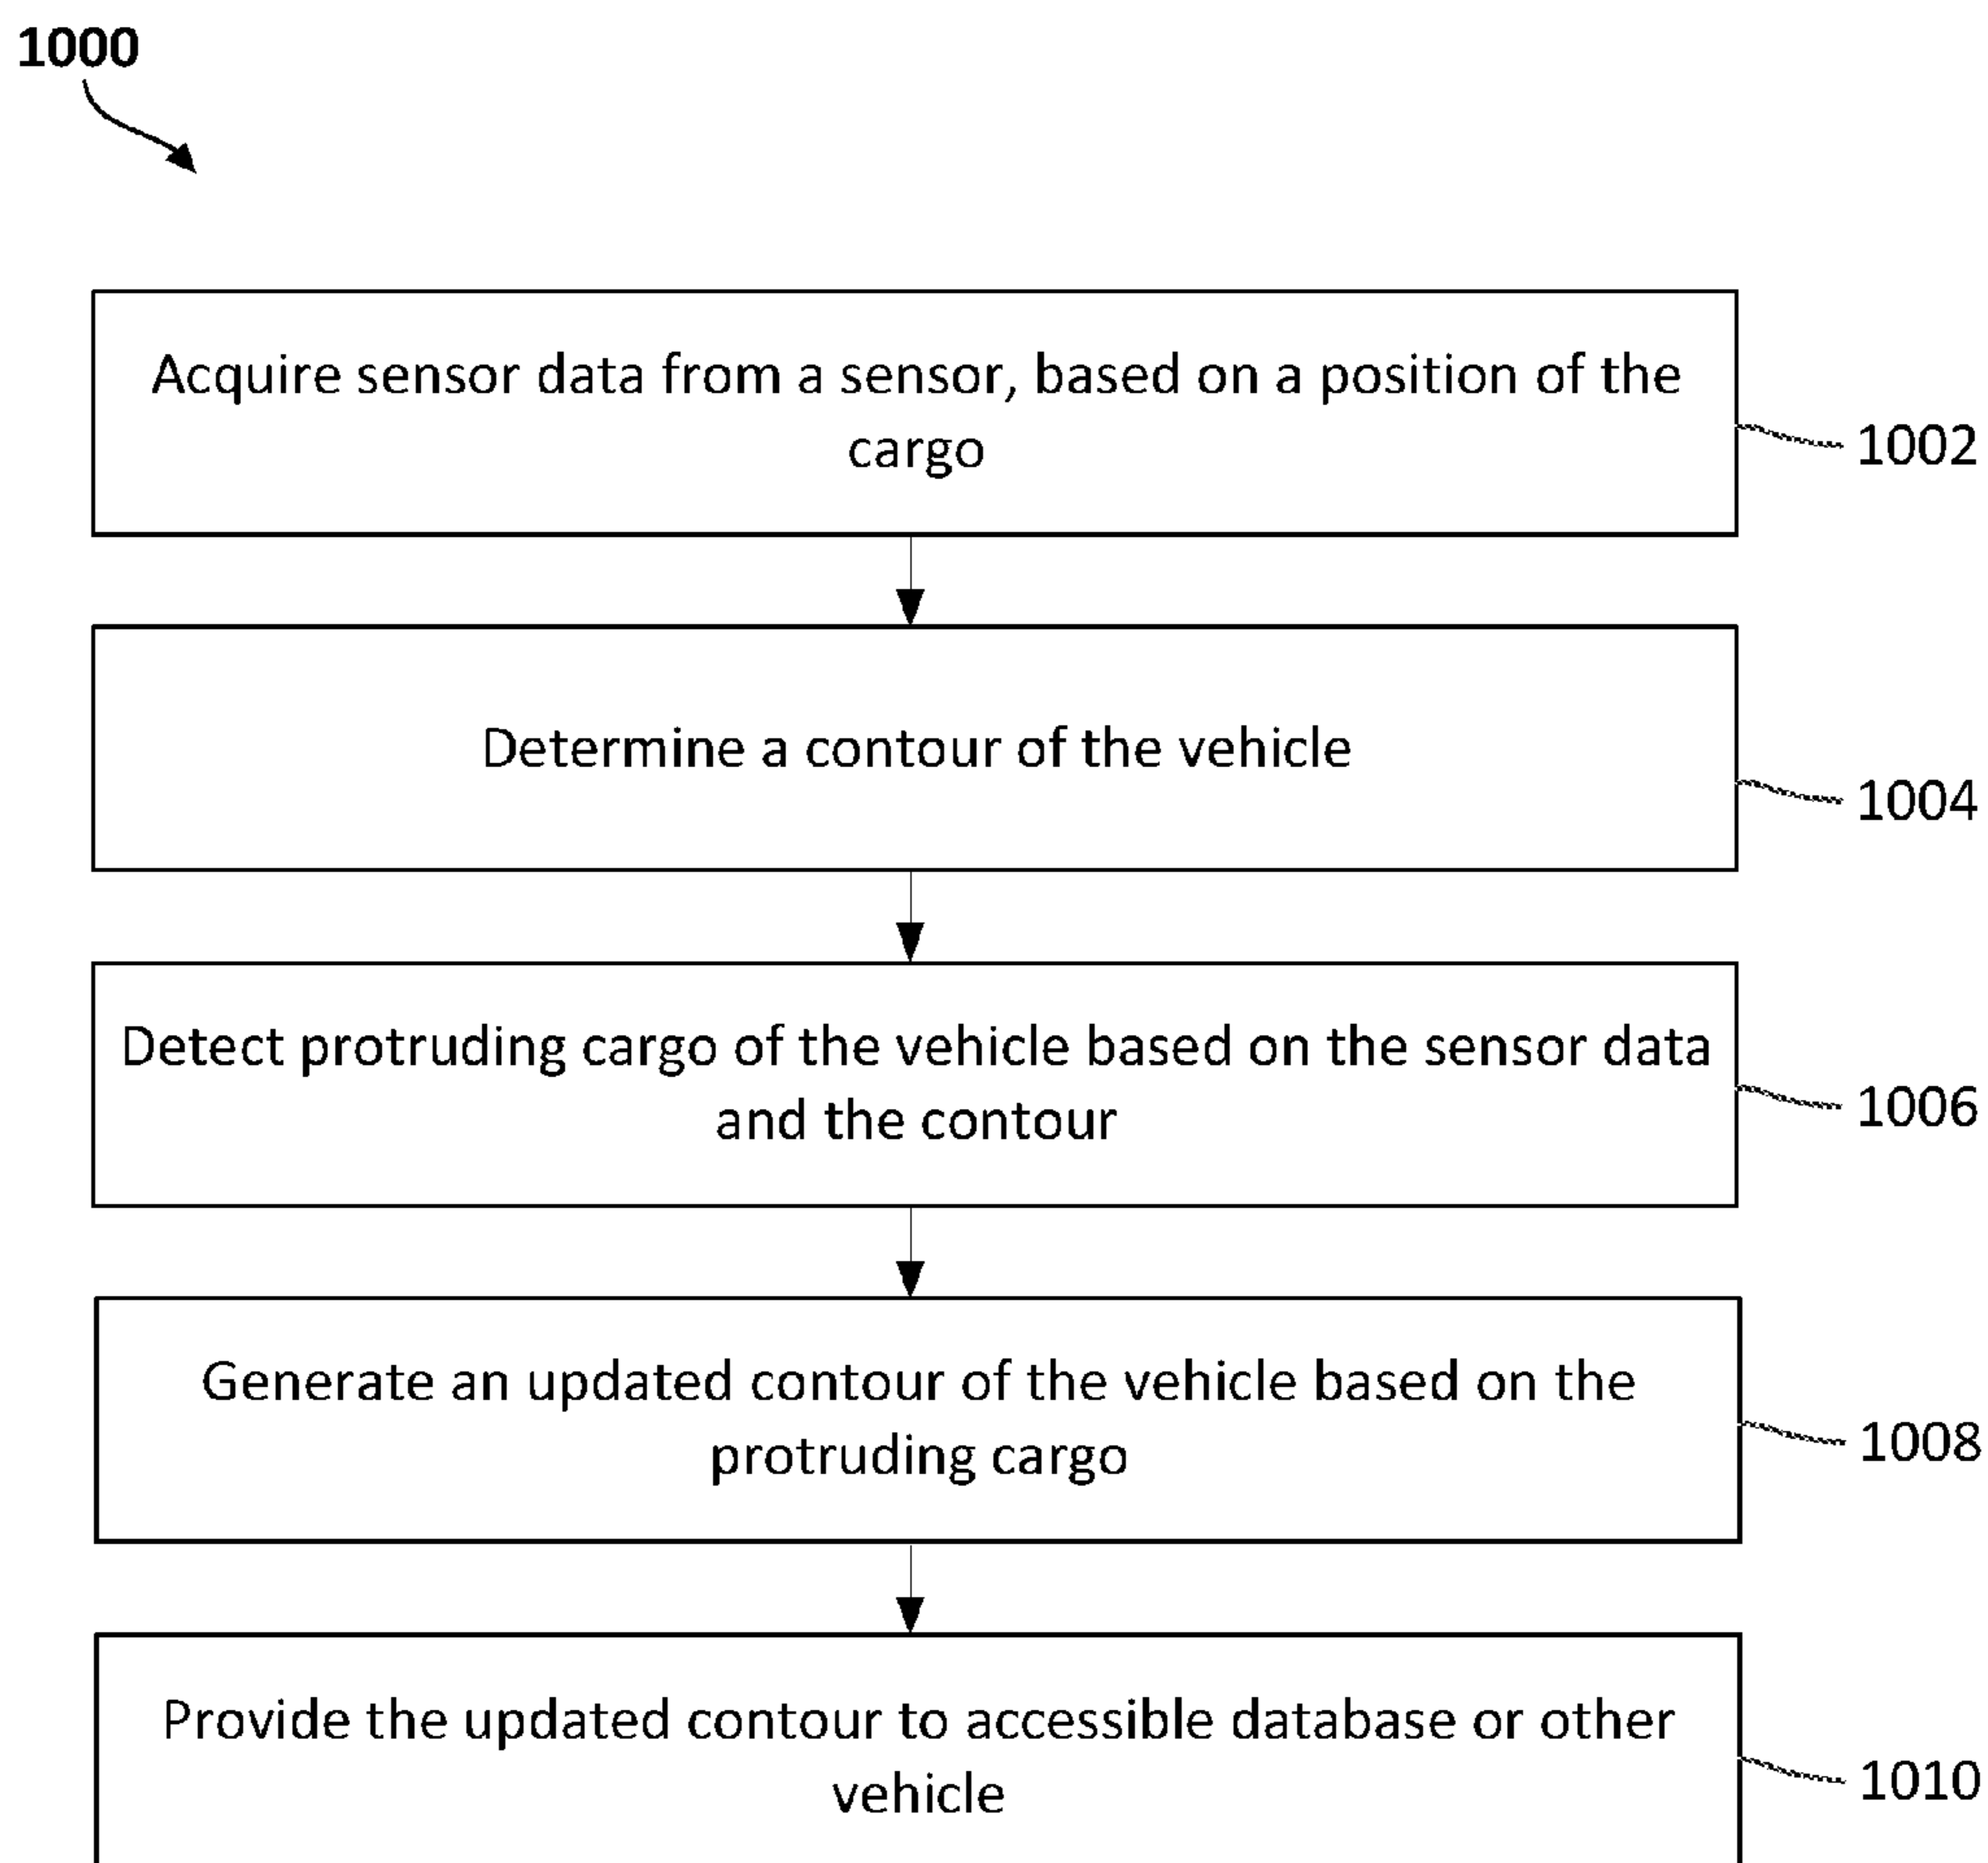 1000
Acquire sensor data from a sensor, based on a position of the
cargo
1002
Determine a contour of the vehicle
1004
Detect protruding cargo of the vehicle based on the sensor data
and the contour
1006
Generate an updated contour of the vehicle based on the
protruding cargo
1008
Provide the updated contour to accessible database or other
vehicle
1010